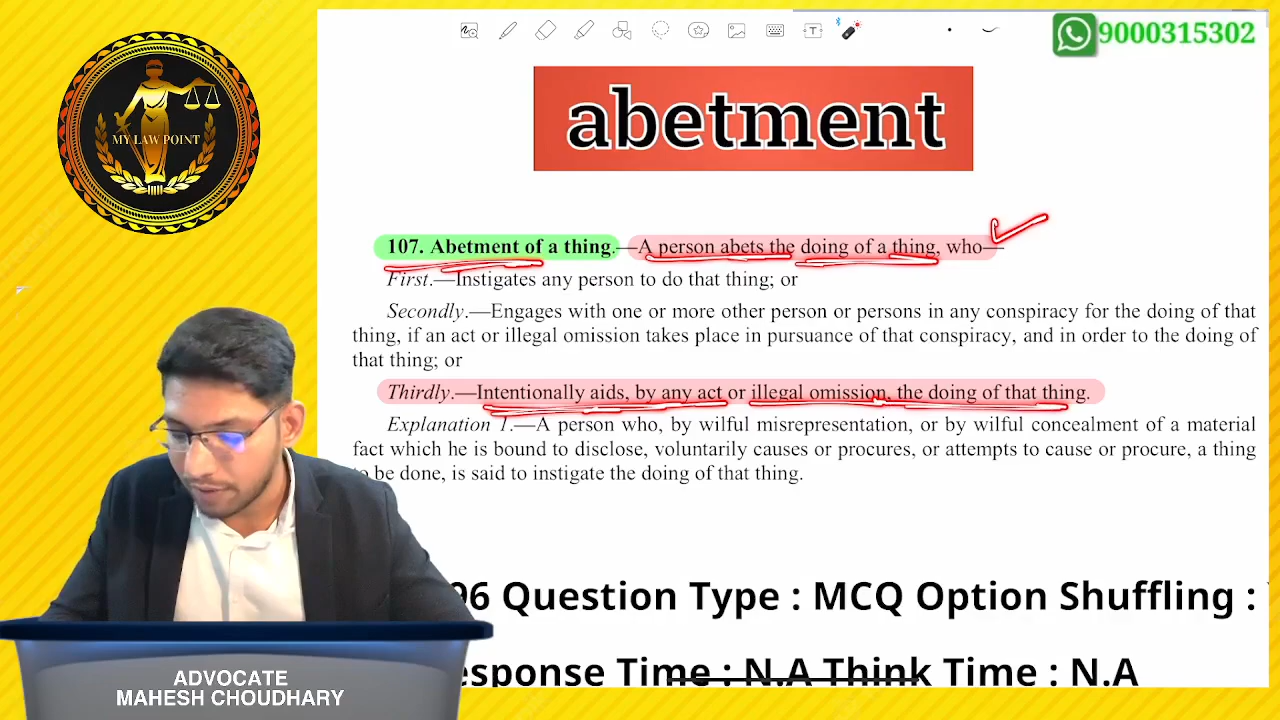 9000315302
abetment
MY LAW POINT
107. Abetment of a thing.—A person abets the doing of a thing, who—
First.—Instigates any person to do that thing; or
Secondly.—Engages with one or more other person or persons in any conspiracy for the doing of that
thing, if an act or illegal omission takes place in pursuance of that conspiracy, and in order to the doing of
that thing; or
Thirdly.—Intentionally aids, by any act or illegal omission, the doing of that thing.
Explanation 1.—A person who, by wilful misrepresentation, or by wilful concealment of a material
fact which he is bound to disclose, voluntarily causes or procures, or attempts to cause or procure, a thing
be done, is said to instigate the doing of that thing.
96 Question Type : MCQ Option Shuffling :
esponse Time : N.A Think Time : N.A
ADVOCATE
MAHESH CHOUDHARY